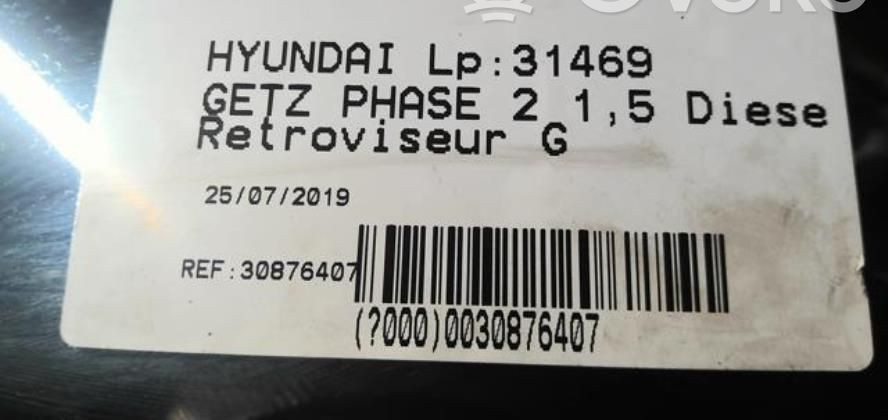 HYUNDAI Lp:31469
GETZ PHASE 2 1,5 Diese
Retroviseur G
25/07/2019
REF:30876407
(?000)0030876407